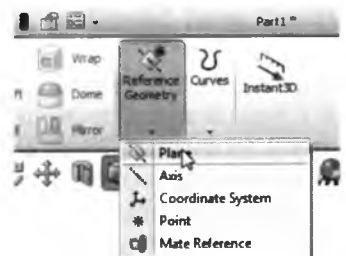 Part1 *
Wrap
Dome
Mirror
Reference Geometry
Curves
Instant3D
Plane
Axis
Coordinate System
Point
Mate Reference